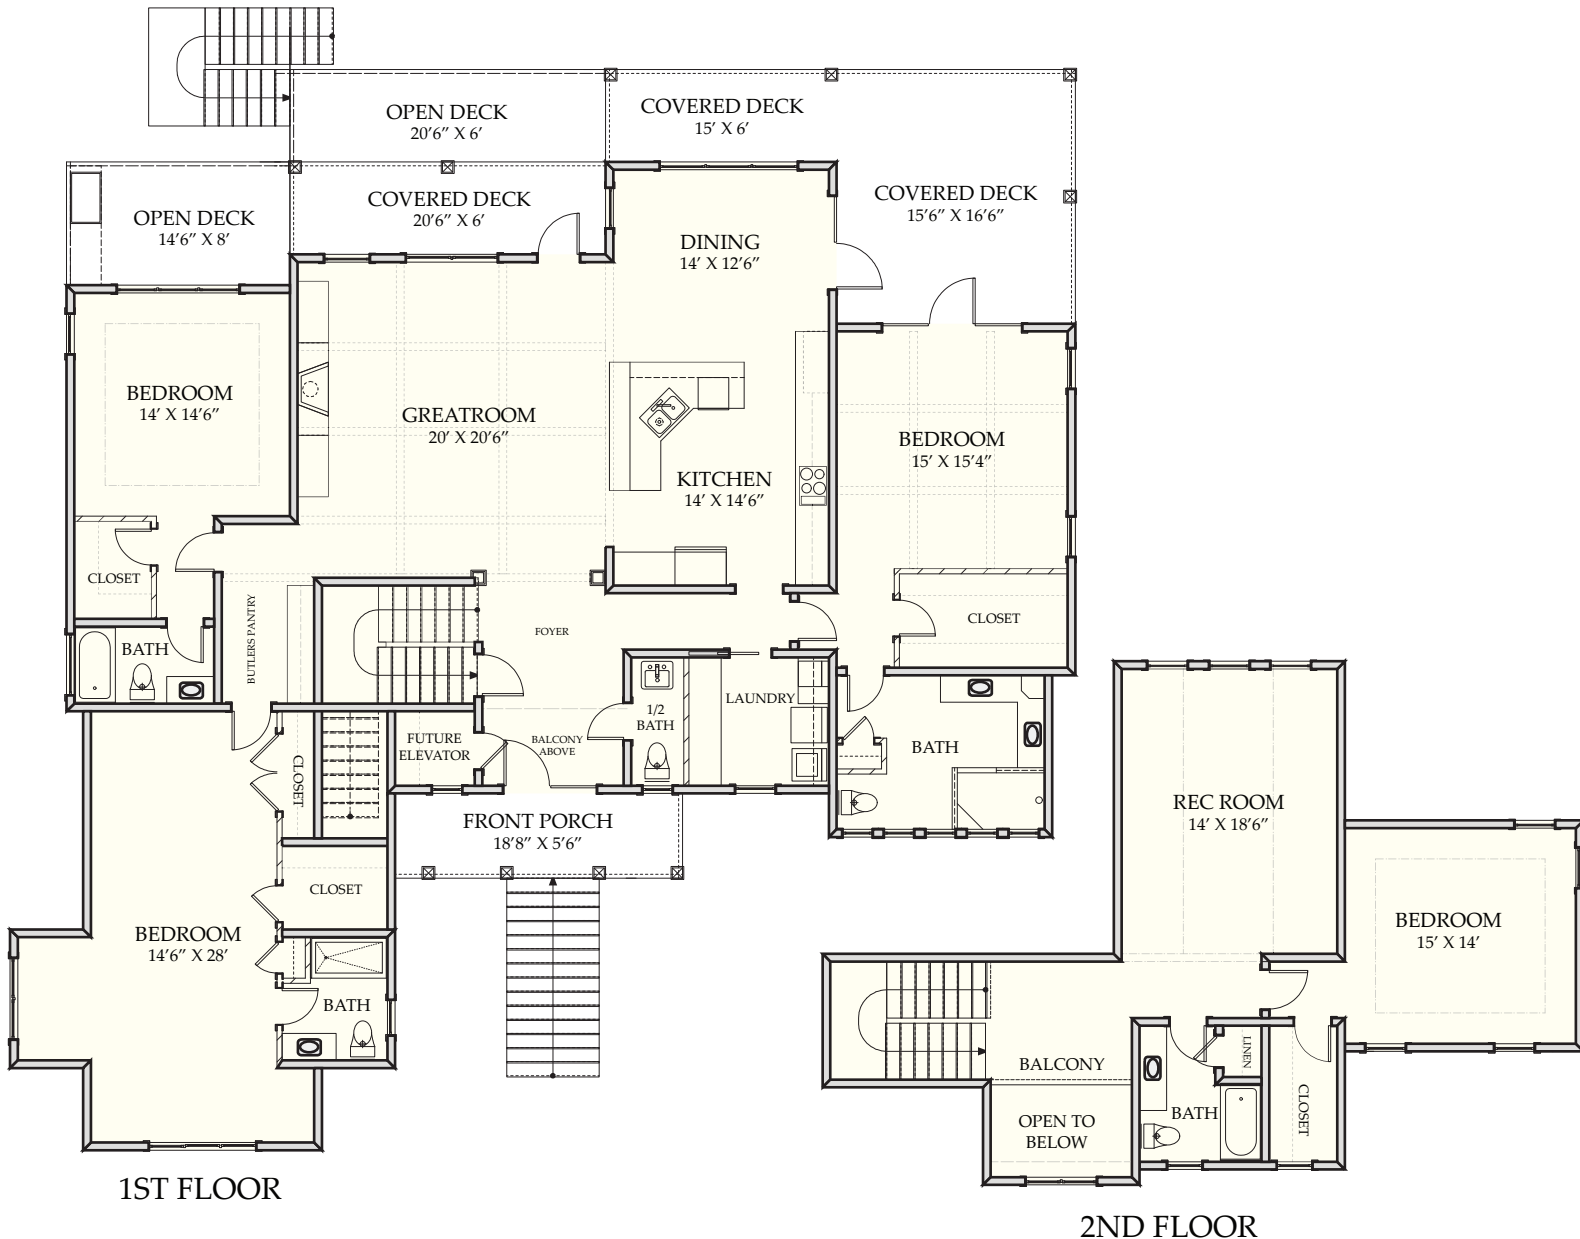 OPEN DECK
20'6" X 6'
COVERED DECK
15' X 6'
OPEN DECK
14'6" X 8'
COVERED DECK
20'6" X 6'
COVERED DECK
15'6" X 16'6"
DINING
14' X 12'6"
BEDROOM
14' X 14'6"
GREATROOM
20' X 20'6"
KITCHEN
14' X 14'6"
BEDROOM
15' X 15'4"
CLOSET
BATH
BUTLERS PANTRY
FOYER
CLOSET
1/2
BATH
LAUNDRY
FUTURE
ELEVATOR
BALCONY
ABOVE
BATH
CLOSET
FRONT PORCH
18'8" X 5'6"
CLOSET
BEDROOM
14'6" X 28'
BATH
1ST FLOOR
REC ROOM
14' X 18'6"
BEDROOM
15' X 14'
BALCONY
LINEN
OPEN TO
BELOW
BATH
CLOSET
2ND FLOOR